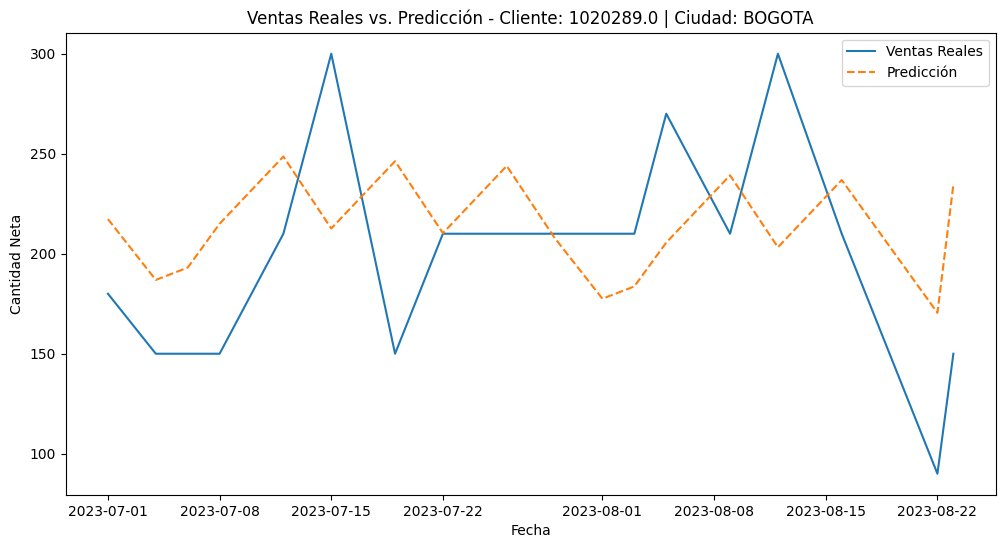 Ventas Reales vs. Predicción - Cliente: 1020289.0 | Ciudad: BOGOTA
Ventas Reales
Predicción
Cantidad Neta
300
250
200
150
100
2023-07-01
2023-07-08
2023-07-15
2023-07-22
2023-08-01
2023-08-08
2023-08-15
2023-08-22
Fecha